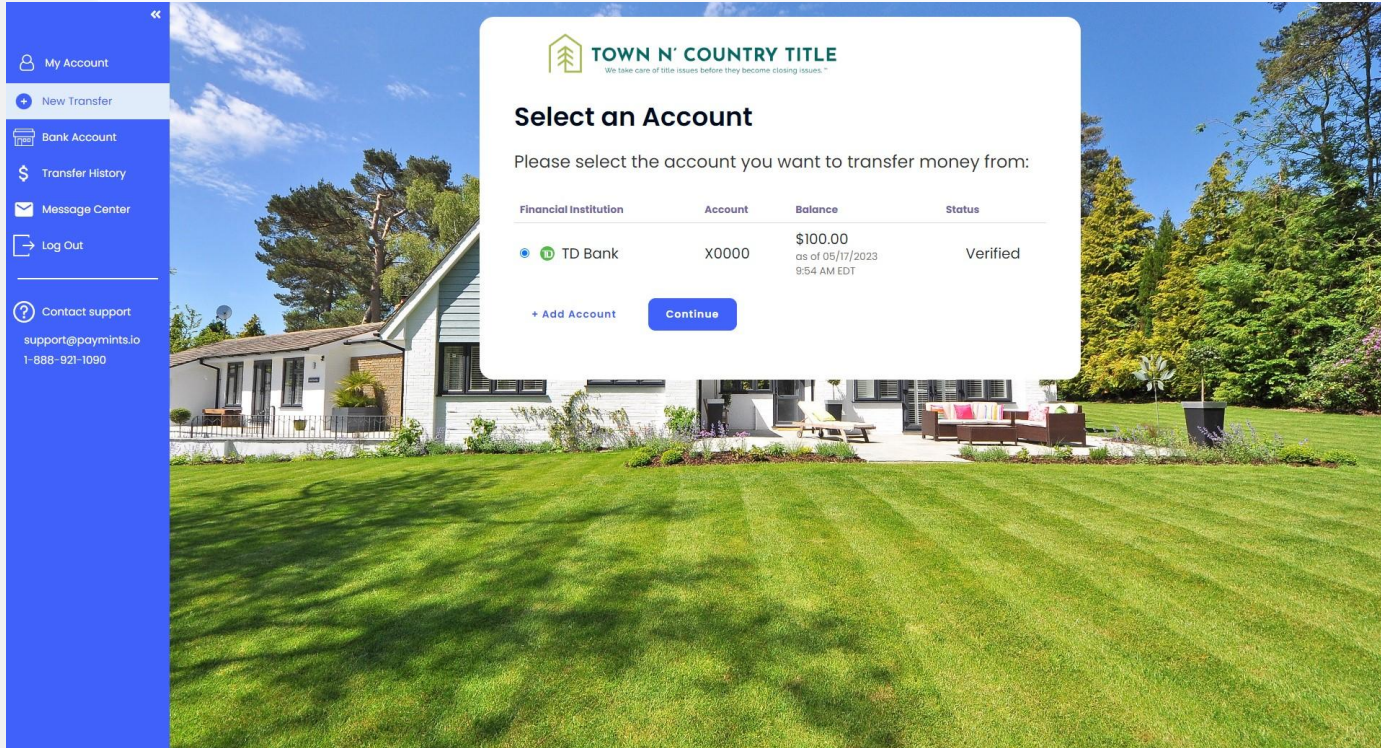 «
My Account
New Transfer
Bank Account
Transfer History
Message Center
Log Out
Contact support
support@paymints.io
1-888-921-1090
TOWN N' COUNTRY TITLE
We take care of title issues before they become closing issues.™
Select an Account
Please select the account you want to transfer money from:
Financial Institution Account Balance Status
TD TD Bank X0000 $100.00 Verified
as of 05/17/2023
9:54 AM EDT
+ Add Account Continue